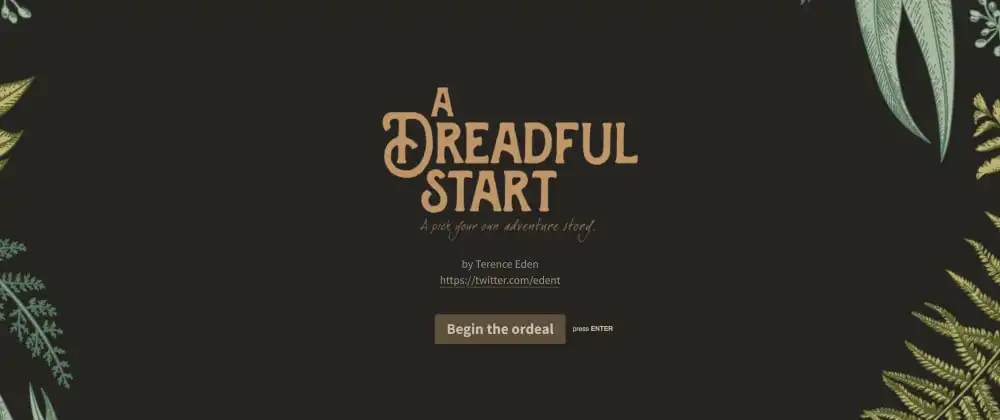 A
DREADFUL
START
A pick your own adventure story.
by Terence Eden
https://twitter.com/edent
Begin the ordeal
press ENTER